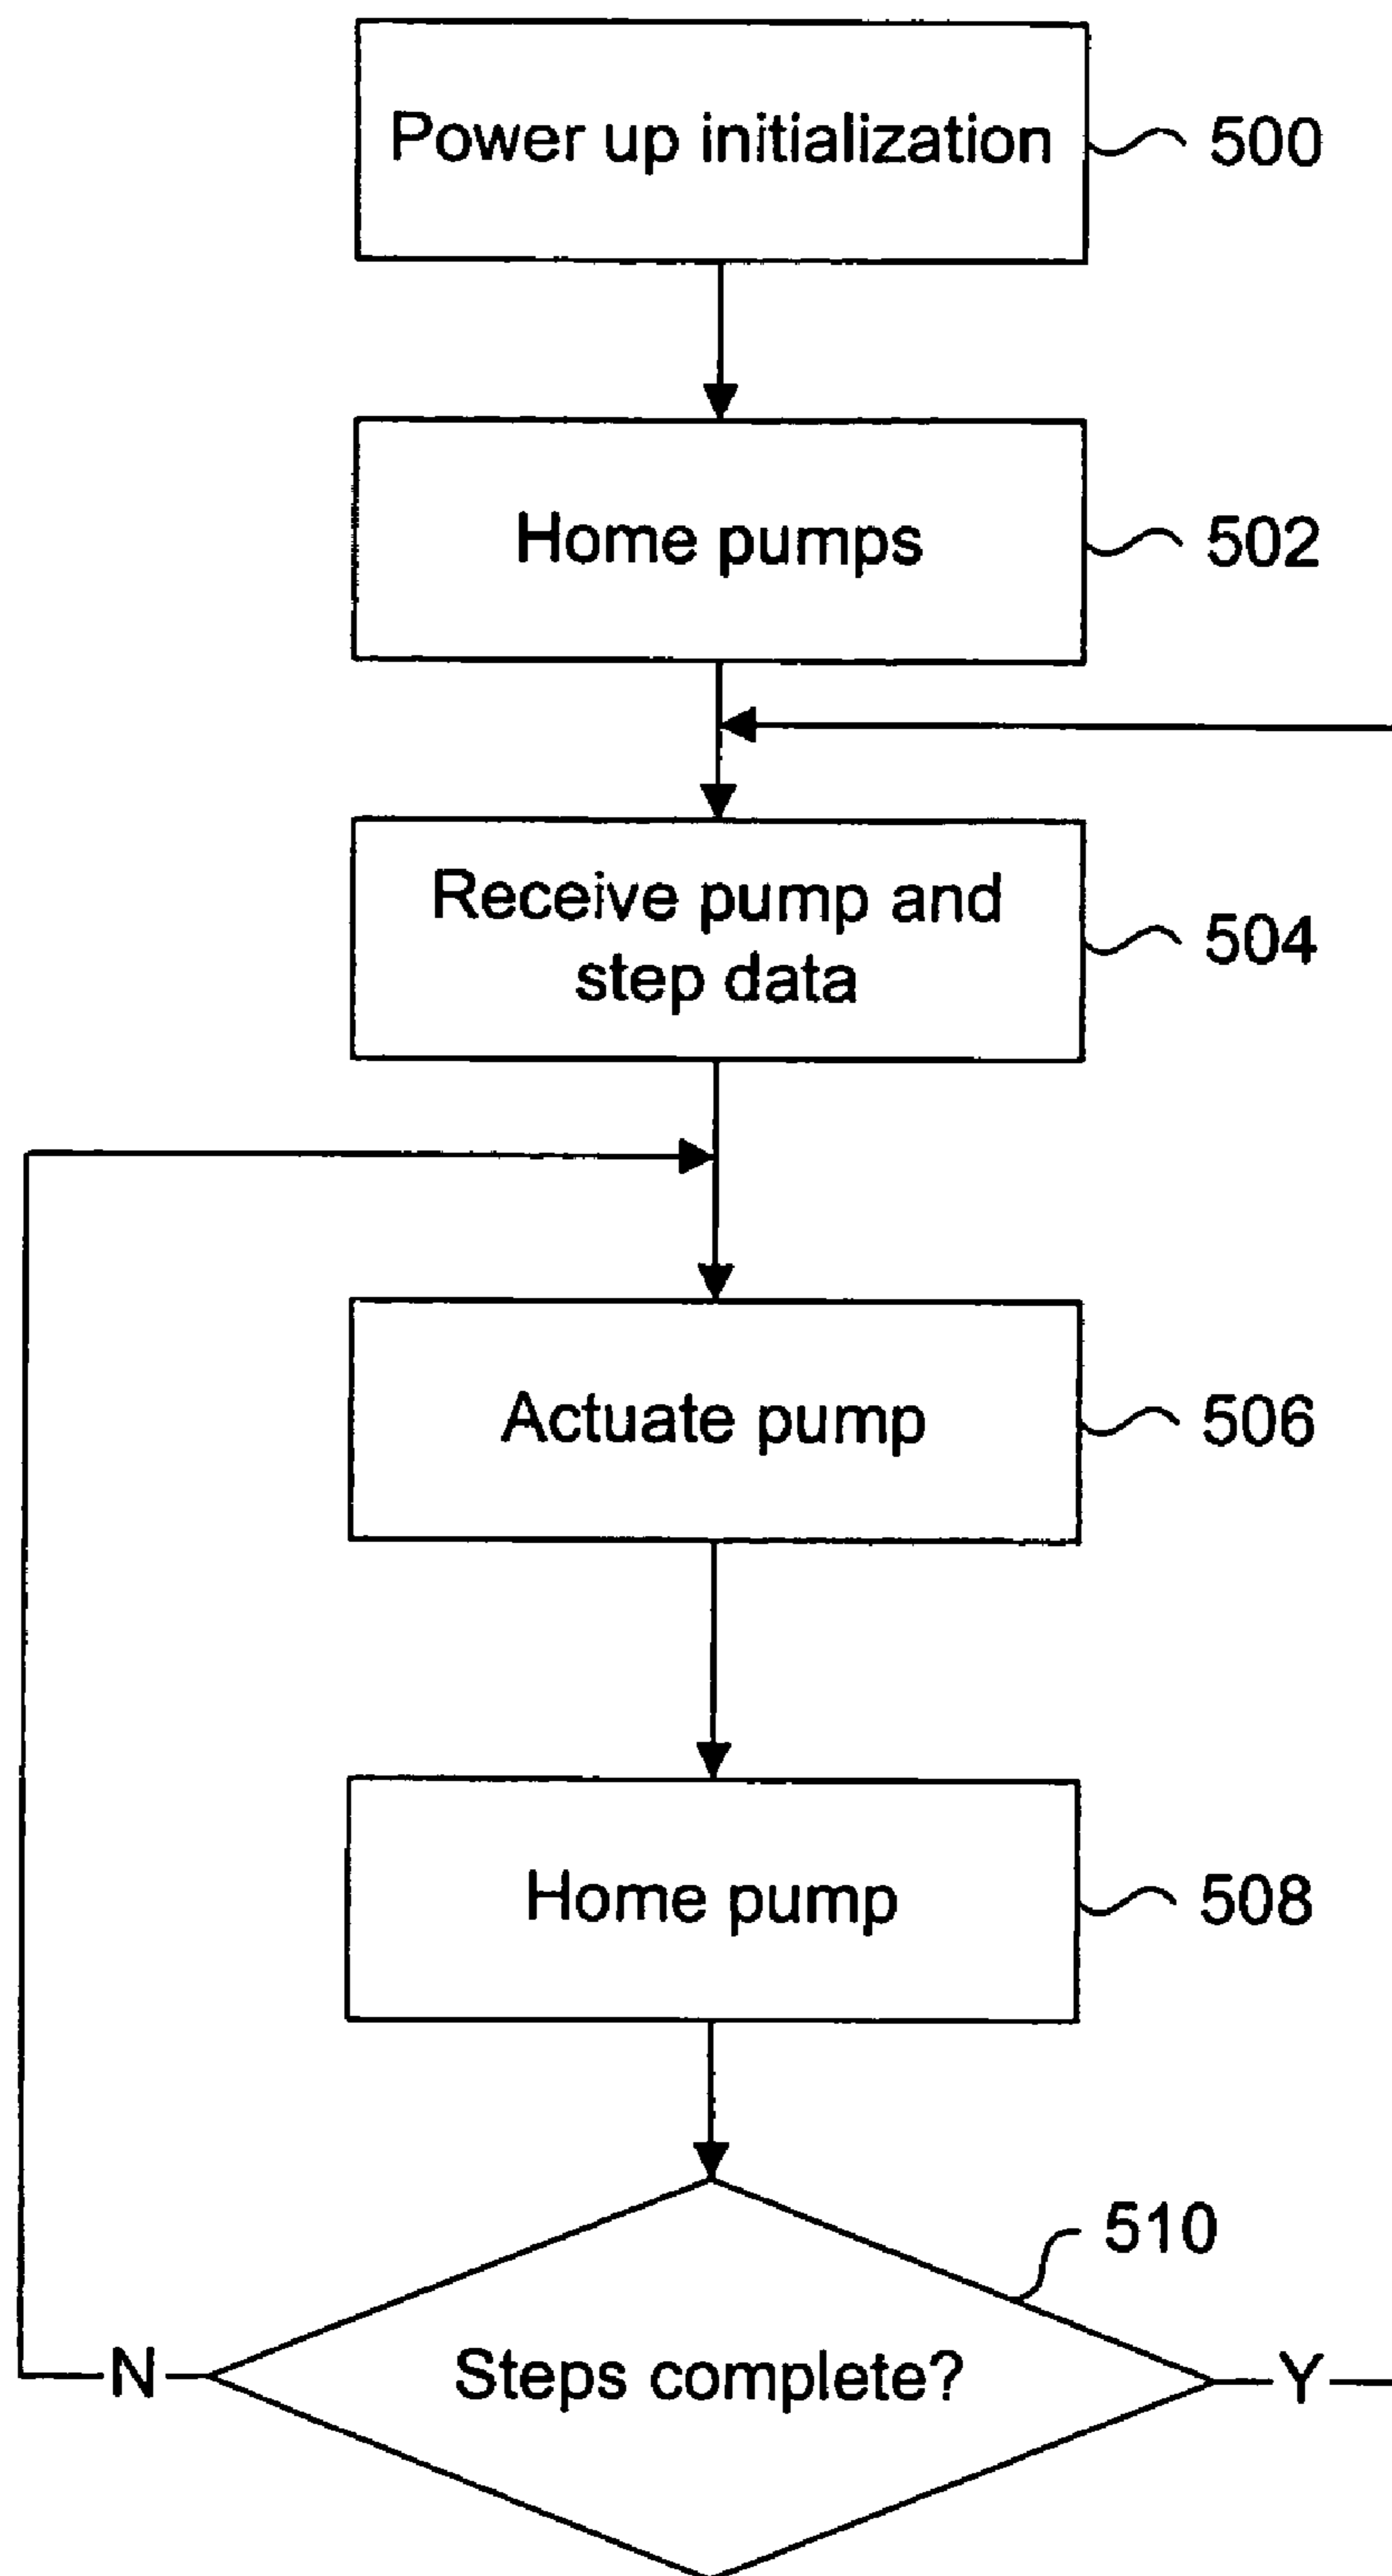 Power up initialization
500
Home pumps
502
Receive pump and
step data
504
Actuate pump
506
Home pump
508
510
Steps complete?
N
Y